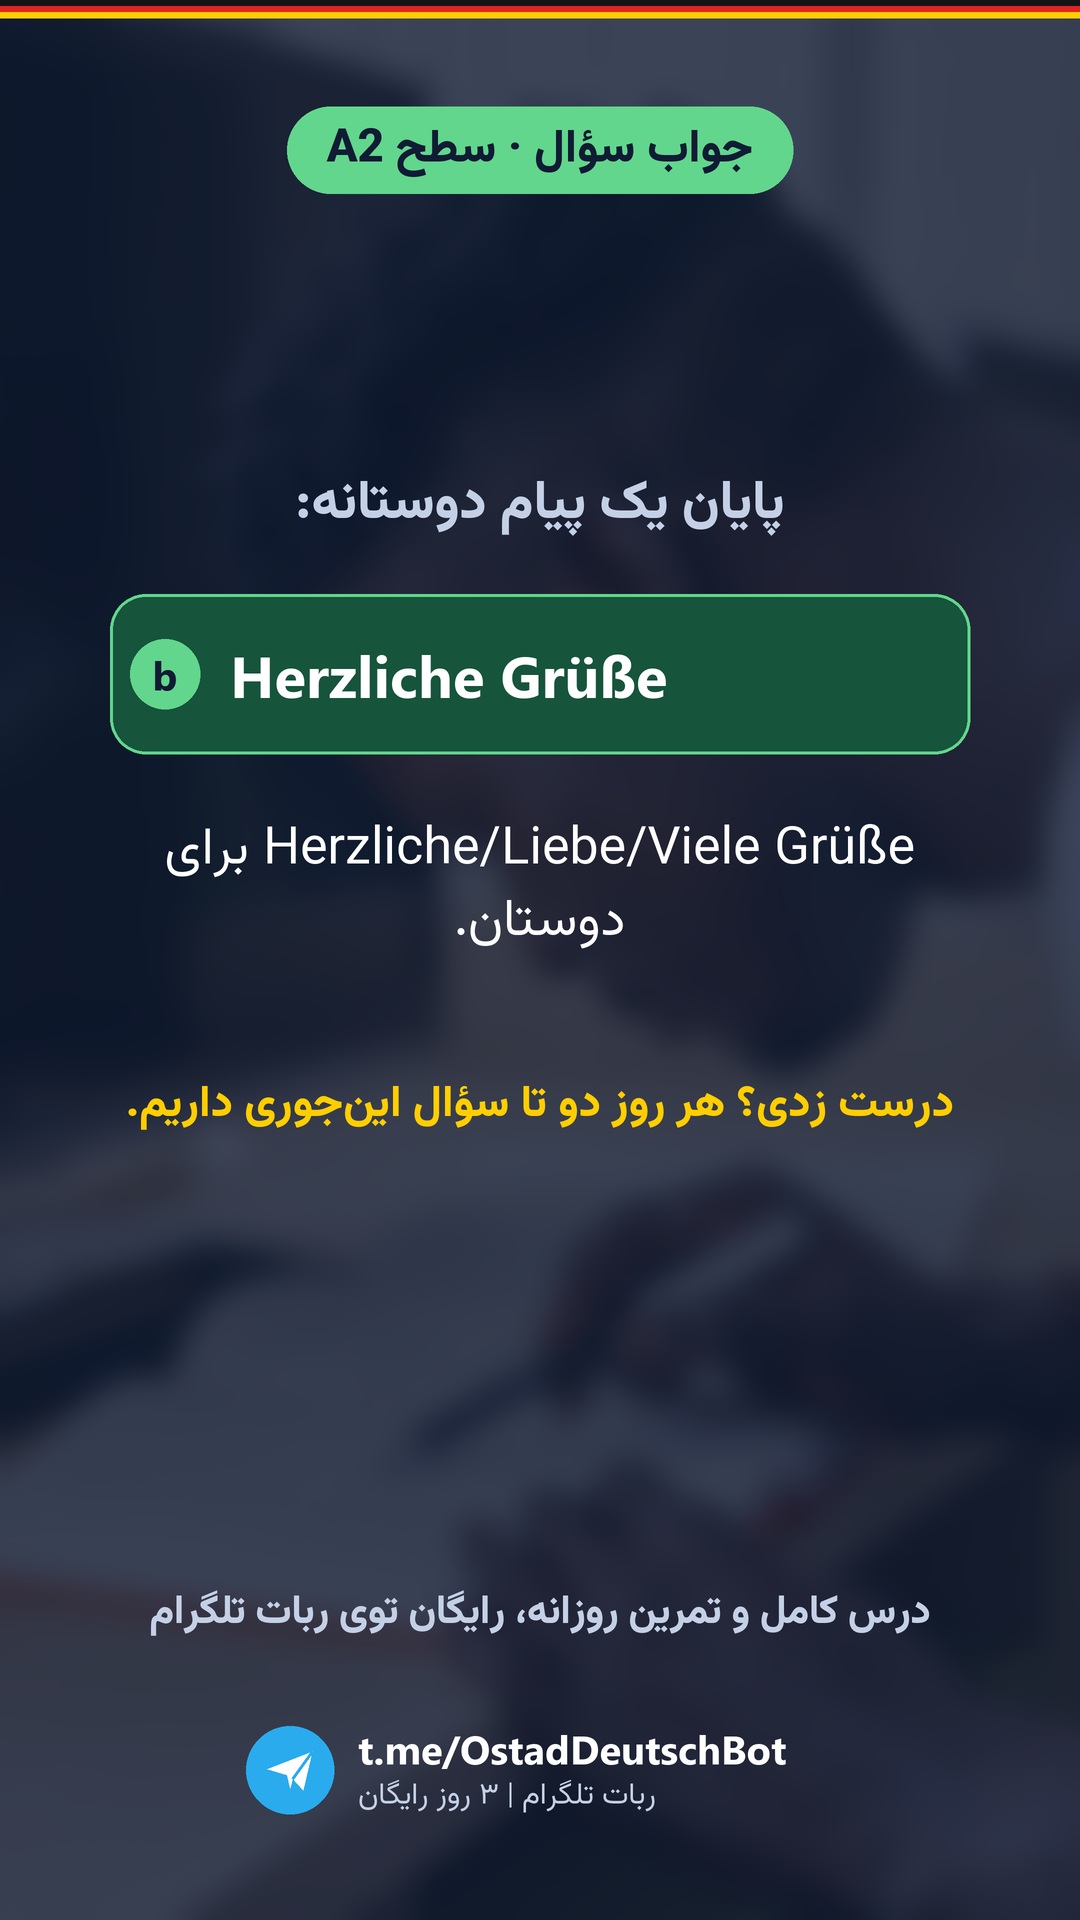 جواب سؤال · سطح A2
پایان یک پیام دوستانه:
b Herzliche Grüße
Herzliche/Liebe/Viele Grüße برای
دوستان.
درست زدی؟ هر روز دو تا سؤال این‌جوری داریم.
درس کامل و تمرین روزانه، رایگان توی ربات تلگرام
t.me/OstadDeutschBot
ربات تلگرام | ۳ روز رایگان